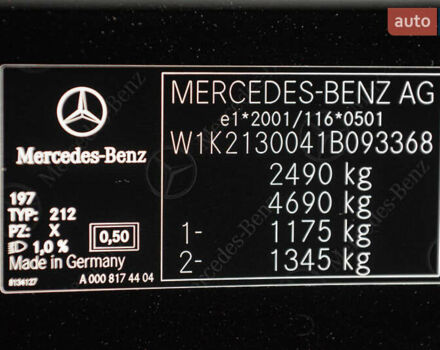 auto
MERCEDES-BENZ AG
e1*2001/116*0501
W1K2130041B093368
2490 kg
4690 kg
1- 1175 kg
2- 1345 kg
Mercedes-Benz
197
TYP: 212
PZ: X
0,50
1,0 %
Made in Germany
8136127
A 000 817 44 04